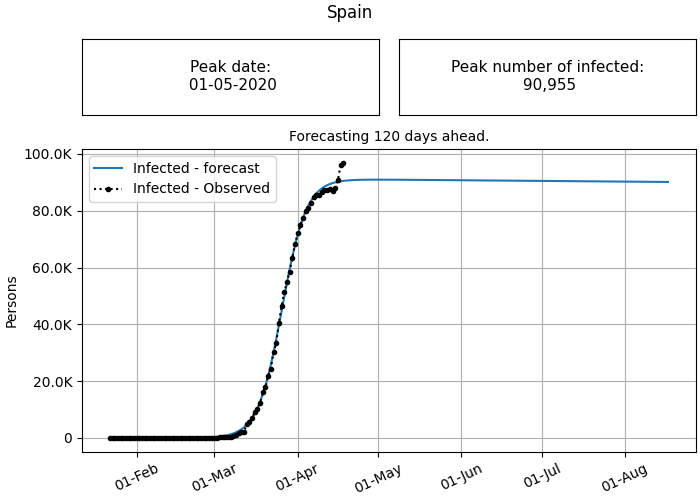 Spain
Peak date:
01-05-2020
Peak number of infected:
90,955
Forecasting 120 days ahead.
100.0K
80.0K
60.0K
40.0K
20.0K
0
Persons
Infected - forecast
Infected - Observed
01-Feb
01-Mar
01-Apr
01-May
01-Jun
01-Jul
01-Aug